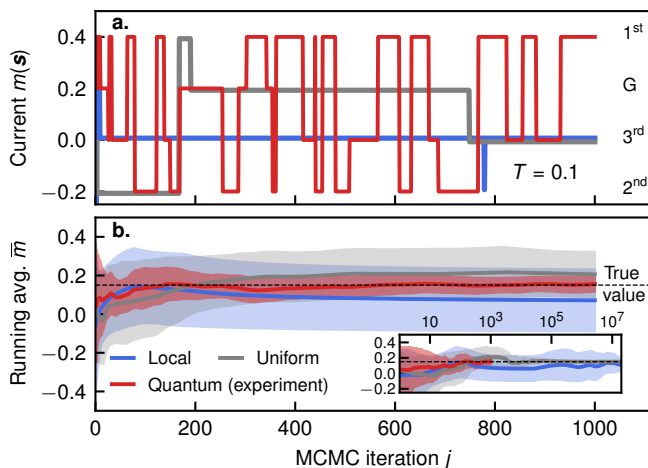 a.
Current m(s)
0.4
0.2
0.0
−0.2
1st
G
3rd
2nd
T = 0.1
b.
Running avg. m̅
0.4
0.2
0.0
−0.2
−0.4
True
value
Local
Uniform
Quantum (experiment)
10
10³
10⁵
10⁷
0.4
0.2
0.0
−0.2
0
200
400
600
800
1000
MCMC iteration j